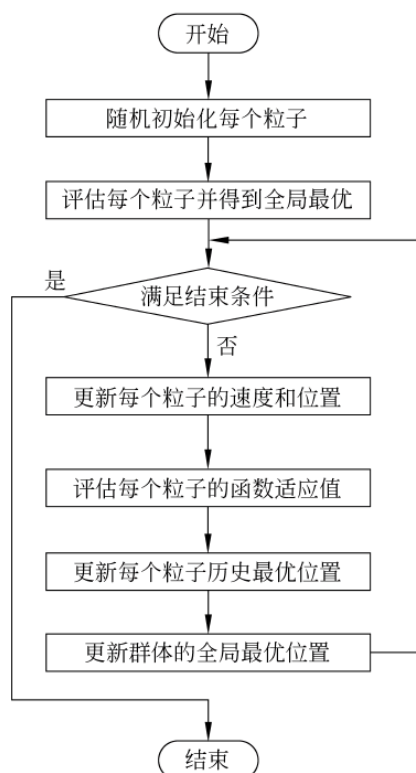 开始
随机初始化每个粒子
评估每个粒子并得到全局最优
是
满足结束条件
否
更新每个粒子的速度和位置
评估每个粒子的函数适应值
更新每个粒子历史最优位置
更新群体的全局最优位置
结束